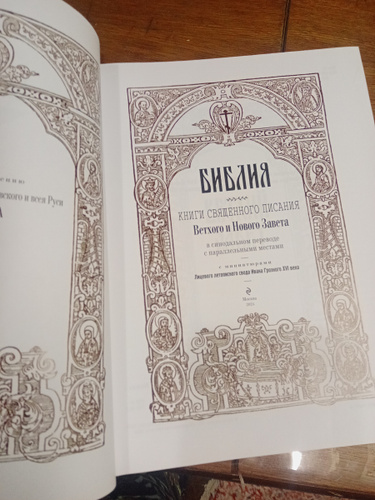 ского и всея Руси
БИБЛИЯ
КНИГИ СВЯЩЕННОГО ПИСАНИЯ
Ветхого и Нового Завета
в синодальном переводе
с параллельными местами
с миниатюрами
Лицевого летописного свода Ивана Грозного XVI века
Москва